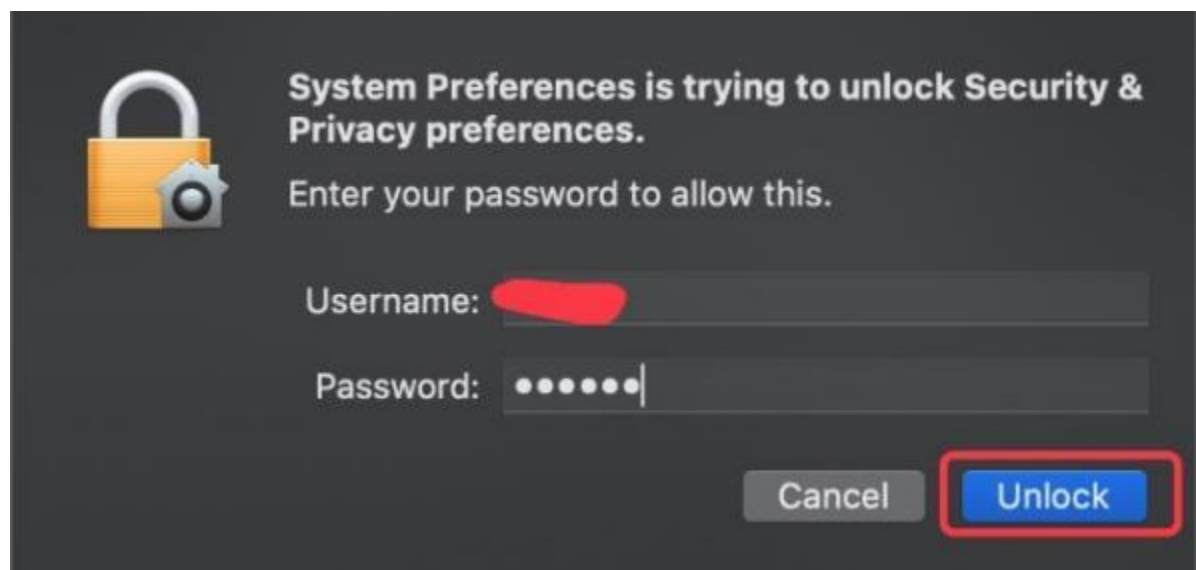 System Preferences is trying to unlock Security &
Privacy preferences.
Enter your password to allow this.
Username:
Password: ••••••
Cancel
Unlock